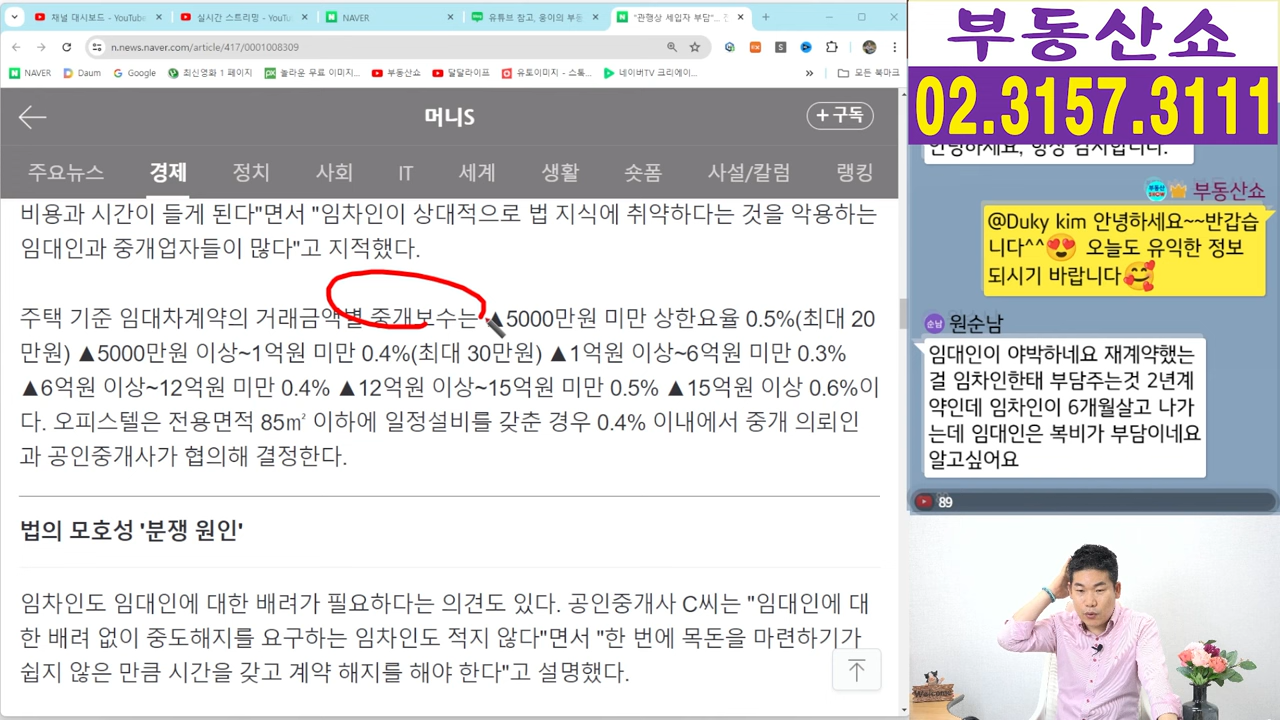 채널 대시보드 - YouTu
실시간 스트리밍 - YouTu
NAVER
유튜브 참고, 웅이의 부동
"관행상 세입자 부담"...
n.news.naver.com/article/417/0001008309
NAVER
Daum
Google
최신영화 1 페이지
놀라운 무료 이미지...
부동산쇼
달달라이프
유토이미지 - 스톡...
네이버TV 크리에이...
모든 북마크
머니S
+ 구독
주요뉴스 경제 정치 사회 IT 세계 생활 숏폼 사설/칼럼 랭킹
비용과 시간이 들게 된다"면서 "임차인이 상대적으로 법 지식에 취약하다는 것을 악용하는
임대인과 중개업자들이 많다"고 지적했다.
주택 기준 임대차계약의 거래금액별 중개보수는 ▲5000만원 미만 상한요율 0.5%(최대 20
만원) ▲5000만원 이상~1억원 미만 0.4%(최대 30만원) ▲1억원 이상~6억원 미만 0.3%
▲6억원 이상~12억원 미만 0.4% ▲12억원 이상~15억원 미만 0.5% ▲15억원 이상 0.6%이
다. 오피스텔은 전용면적 85㎡ 이하에 일정설비를 갖춘 경우 0.4% 이내에서 중개 의뢰인
과 공인중개사가 협의해 결정한다.
법의 모호성 '분쟁 원인'
임차인도 임대인에 대한 배려가 필요하다는 의견도 있다. 공인중개사 C씨는 "임대인에 대
한 배려 없이 중도해지를 요구하는 임차인도 적지 않다"면서 "한 번에 목돈을 마련하기가
쉽지 않은 만큼 시간을 갖고 계약 해지를 해야 한다"고 설명했다.
부동산쇼
02.3157.3111
안녕하세요, 항상 감사합니다.
부동산쇼
@Duky kim 안녕하세요~~반갑습
니다^^😍 오늘도 유익한 정보
되시기 바랍니다🥰
순남 원순남
임대인이 야박하네요 재계약했는
걸 임차인한태 부담주는것 2년계
약인데 임차인이 6개월살고 나가
는데 임대인은 복비가 부담이네요
알고싶어요
89
Welcome